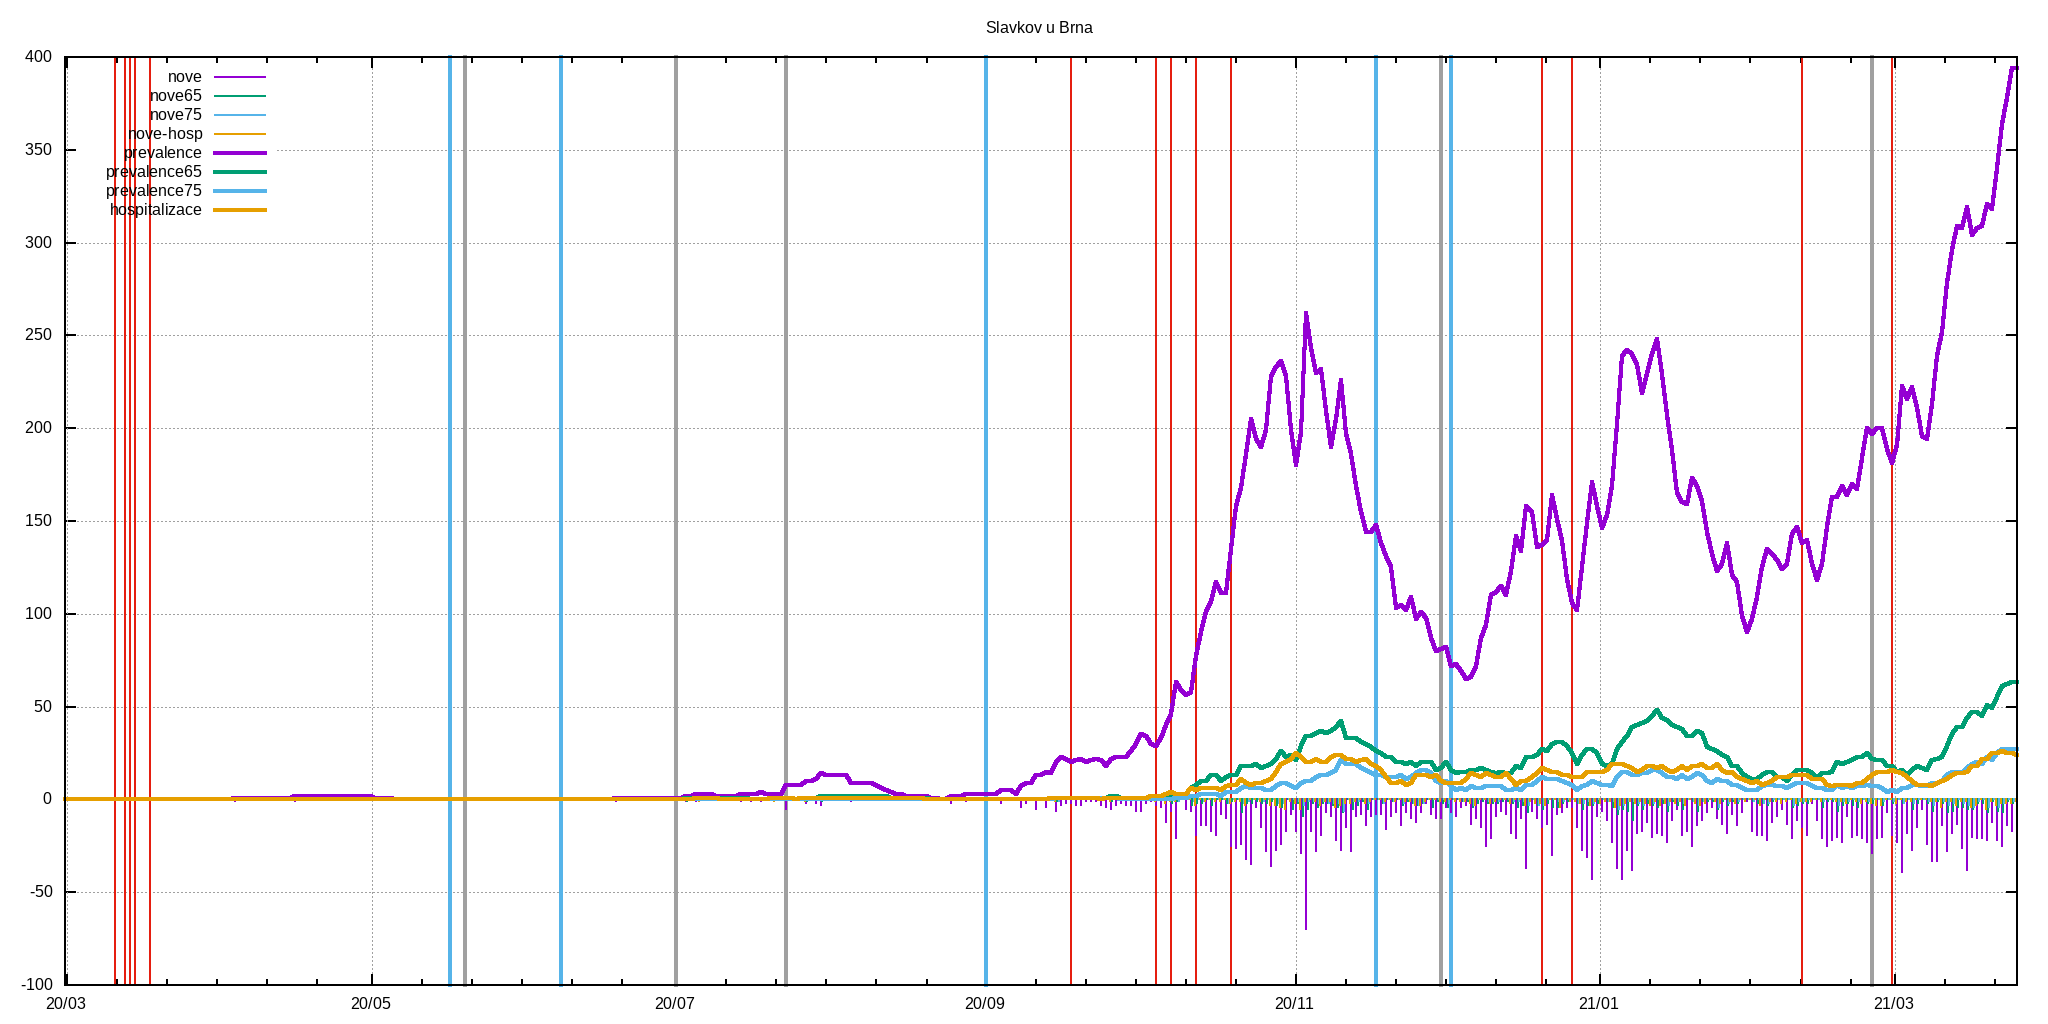 Slavkov u Brna
400
350
300
250
200
150
100
50
0
-50
-100
nove
nove65
nove75
nove-hosp
prevalence
prevalence65
prevalence75
hospitalizace
20/03
20/05
20/07
20/09
20/11
21/01
21/03